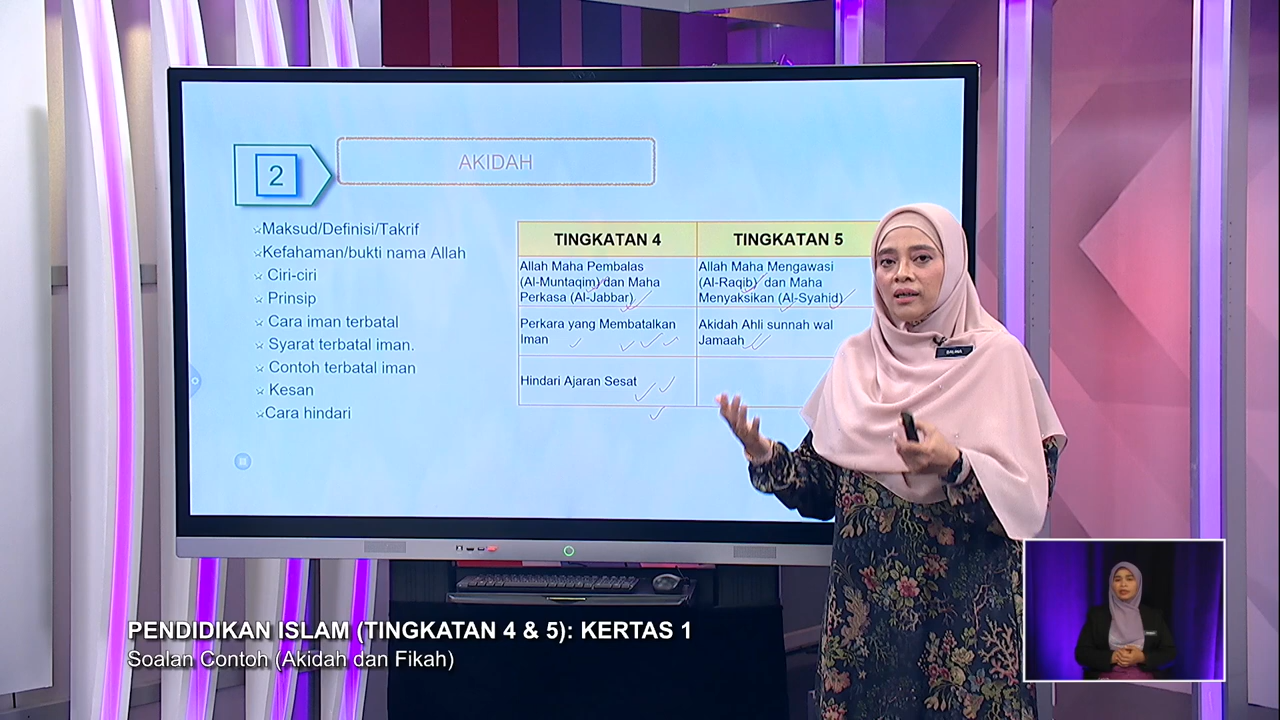 AKIDAH
2
Maksud/Definisi/Takrif
Kefahaman/bukti nama Allah
Ciri-ciri
Prinsip
Cara iman terbatal
Syarat terbatal iman.
Contoh terbatal iman
Kesan
Cara hindari
TINGKATAN 4
TINGKATAN 5
Allah Maha Pembalas
(Al-Muntaqim) dan Maha
Perkasa (Al-Jabbar)
Allah Maha Mengawasi
(Al-Raqib) dan Maha
Menyaksikan (Al-Syahid)
Perkara yang Membatalkan
Iman
Akidah Ahli sunnah wal
Jamaah
Hindari Ajaran Sesat
PENDIDIKAN ISLAM (TINGKATAN 4 & 5): KERTAS 1
Soalan Contoh (Akidah dan Fikah)